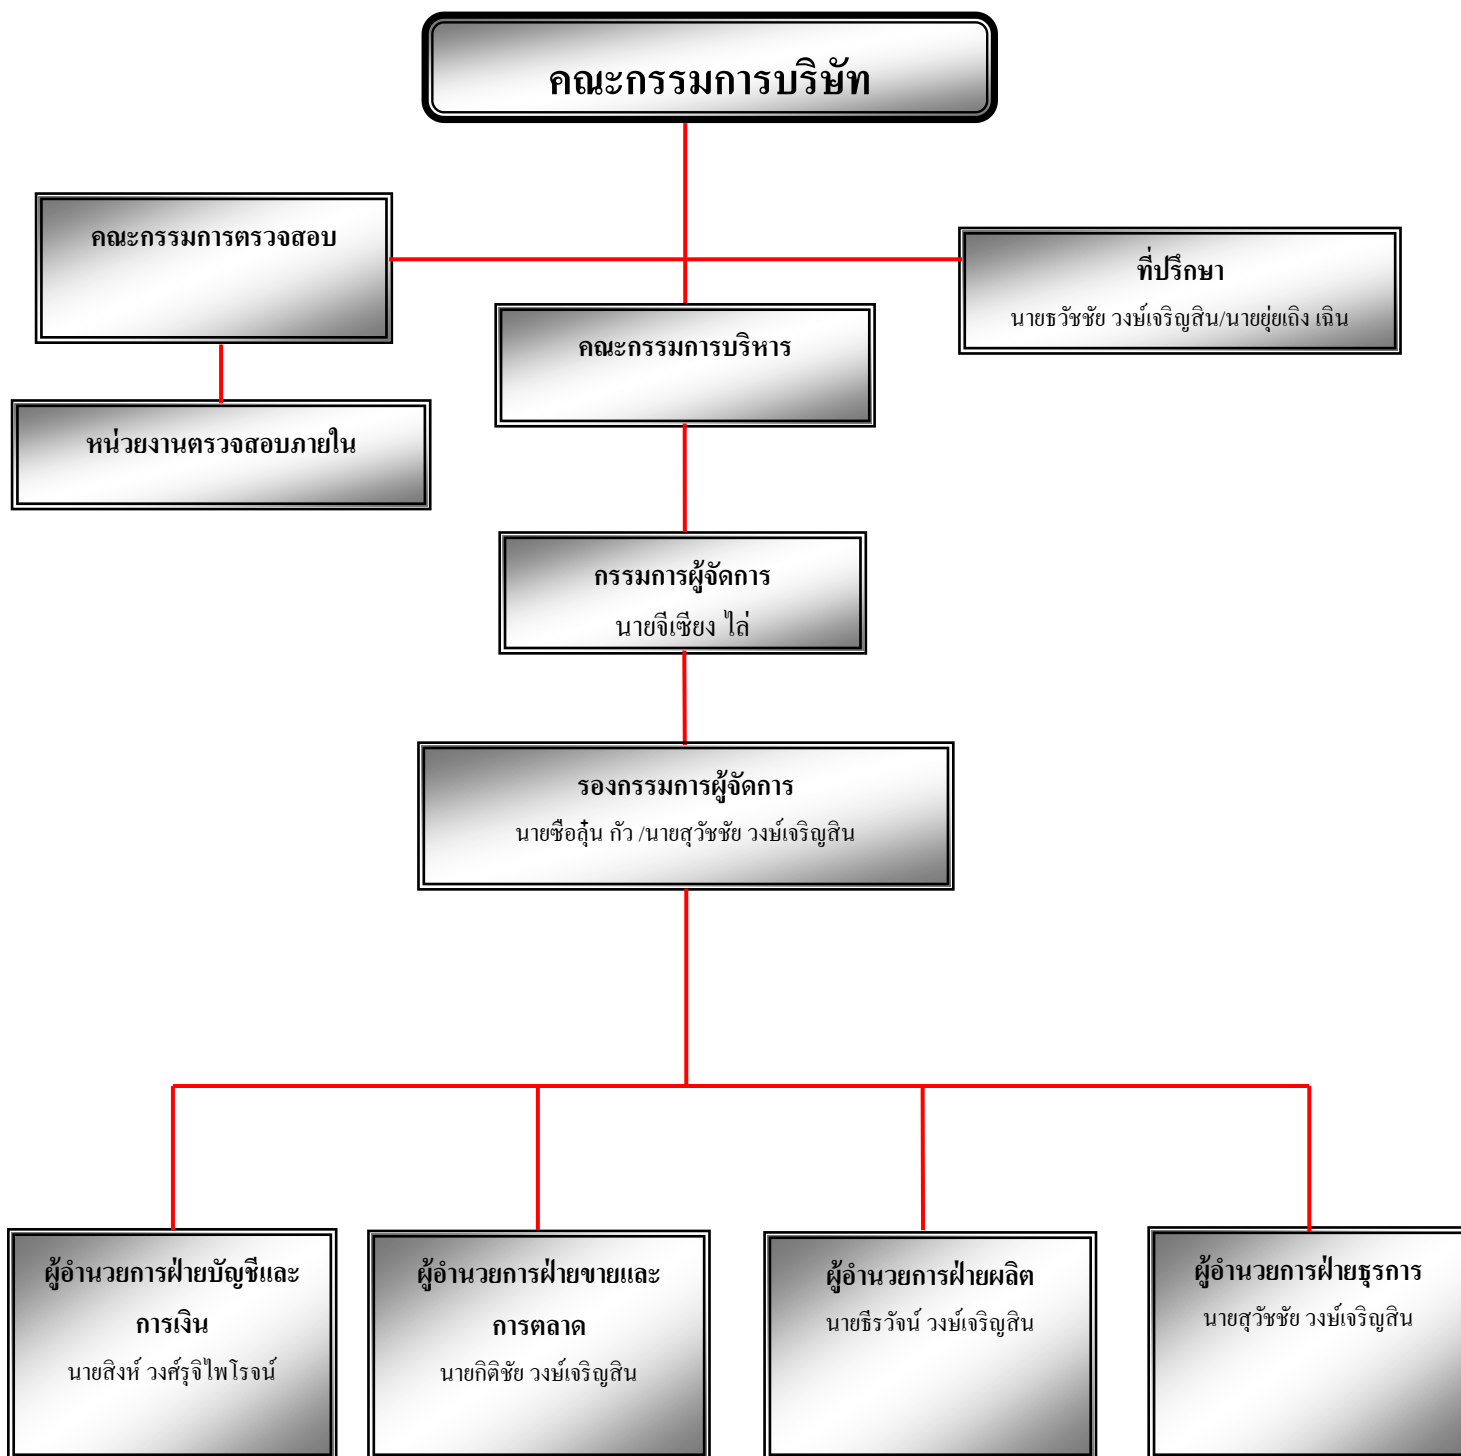 คณะกรรมการบริษัท
คณะกรรมการตรวจสอบ
ที่ปรึกษา
นายธวัชชัย วงษ์เจริญสิน/นายยุ่ยเถิง เฉิน
คณะกรรมการบริหาร
หน่วยงานตรวจสอบภายใน
กรรมการผู้จัดการ
นายจีเซียง ไล่
รองกรรมการผู้จัดการ
นายซือลุ๋น กัว /นายสุวัชชัย วงษ์เจริญสิน
ผู้อำนวยการฝ่ายบัญชีและ
การเงิน
นายสิงห์ วงศ์รุจิไพโรจน์
ผู้อำนวยการฝ่ายขายและ
การตลาด
นายกิติชัย วงษ์เจริญสิน
ผู้อำนวยการฝ่ายผลิต
นายธีรวัจน์ วงษ์เจริญสิน
ผู้อำนวยการฝ่ายธุรการ
นายสุวัชชัย วงษ์เจริญสิน